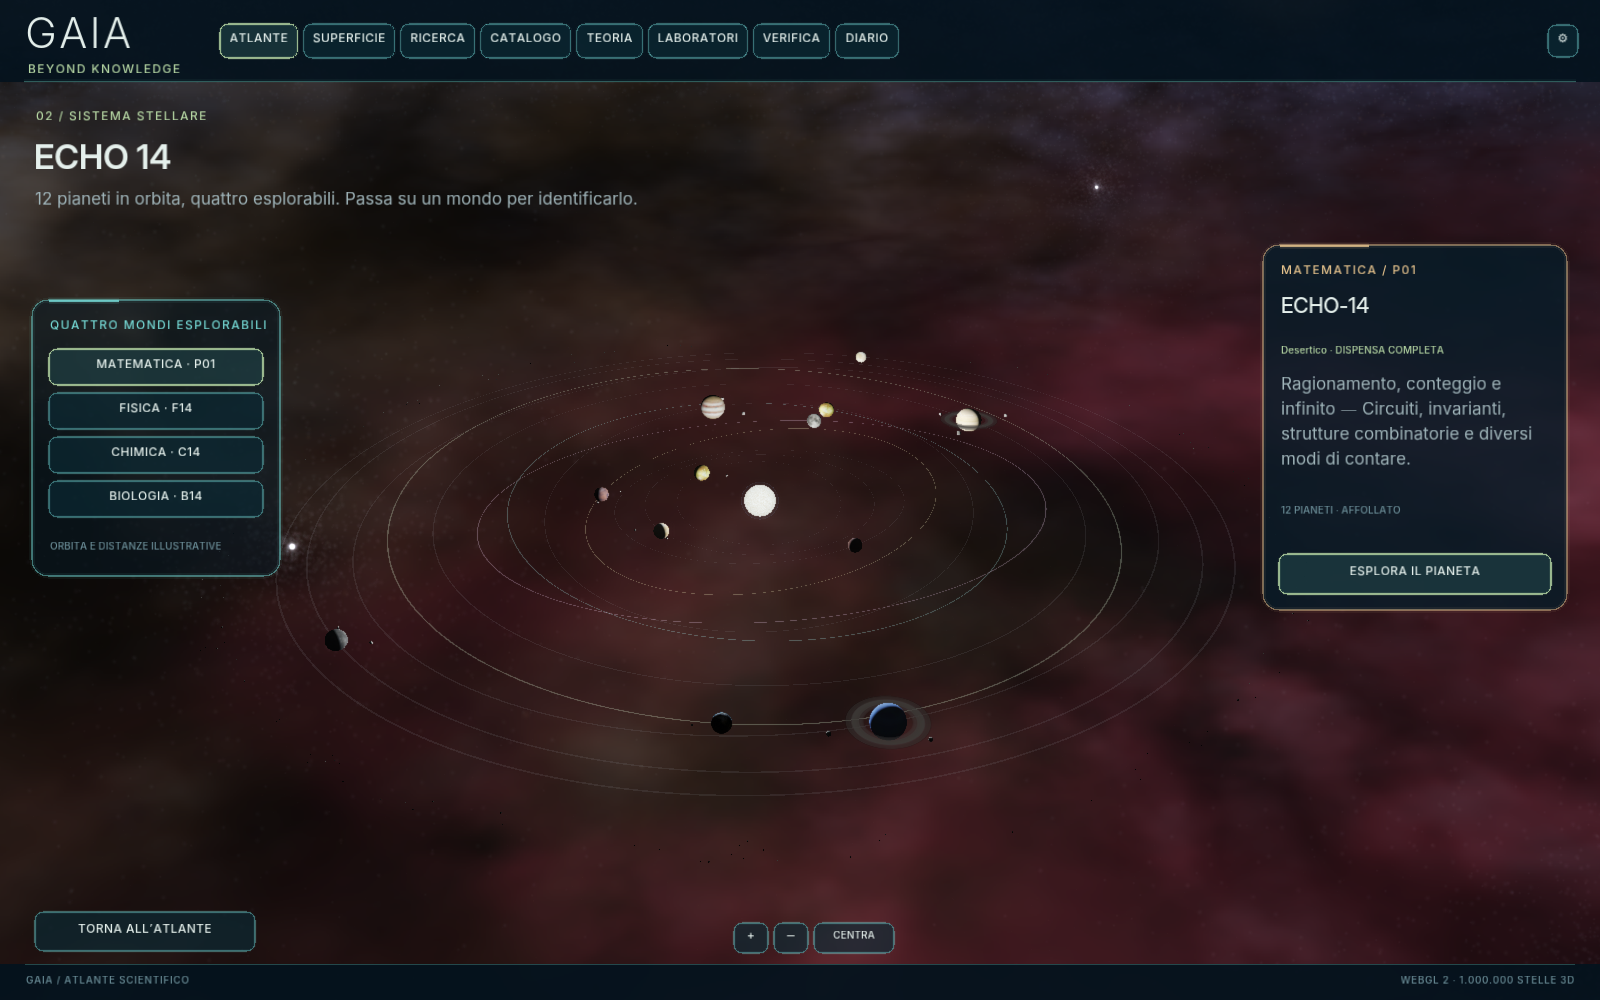 GAIA
BEYOND KNOWLEDGE
ATLANTE
SUPERFICIE
RICERCA
CATALOGO
TEORIA
LABORATORI
VERIFICA
DIARIO
02 / SISTEMA STELLARE
ECHO 14
12 pianeti in orbita, quattro esplorabili. Passa su un mondo per identificarlo.
QUATTRO MONDI ESPLORABILI
MATEMATICA · P01
FISICA · F14
CHIMICA · C14
BIOLOGIA · B14
ORBITA E DISTANZE ILLUSTRATIVE
MATEMATICA / P01
ECHO-14
Desertico · DISPENSA COMPLETA
Ragionamento, conteggio e
infinito — Circuiti, invarianti,
strutture combinatorie e diversi
modi di contare.
12 PIANETI · AFFOLLATO
ESPLORA IL PIANETA
TORNA ALL'ATLANTE
+
—
CENTRA
GAIA / ATLANTE SCIENTIFICO
WEBGL 2 · 1.000.000 STELLE 3D